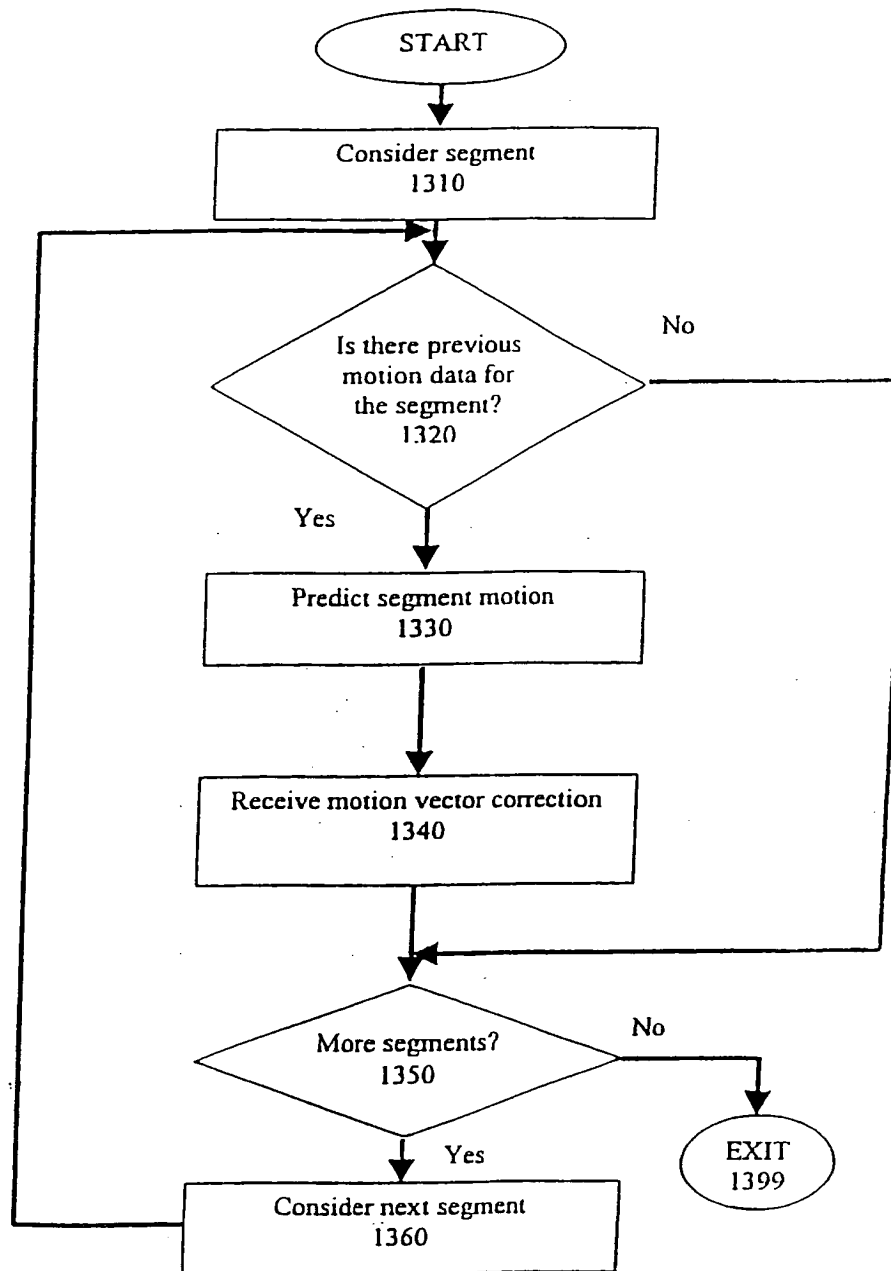 START
Consider segment
1310
No
Is there previous
motion data for
the segment?
1320
Yes
Predict segment motion
1330
Receive motion vector correction
1340
More segments?
1350
No
Yes
EXIT
1399
Consider next segment
1360